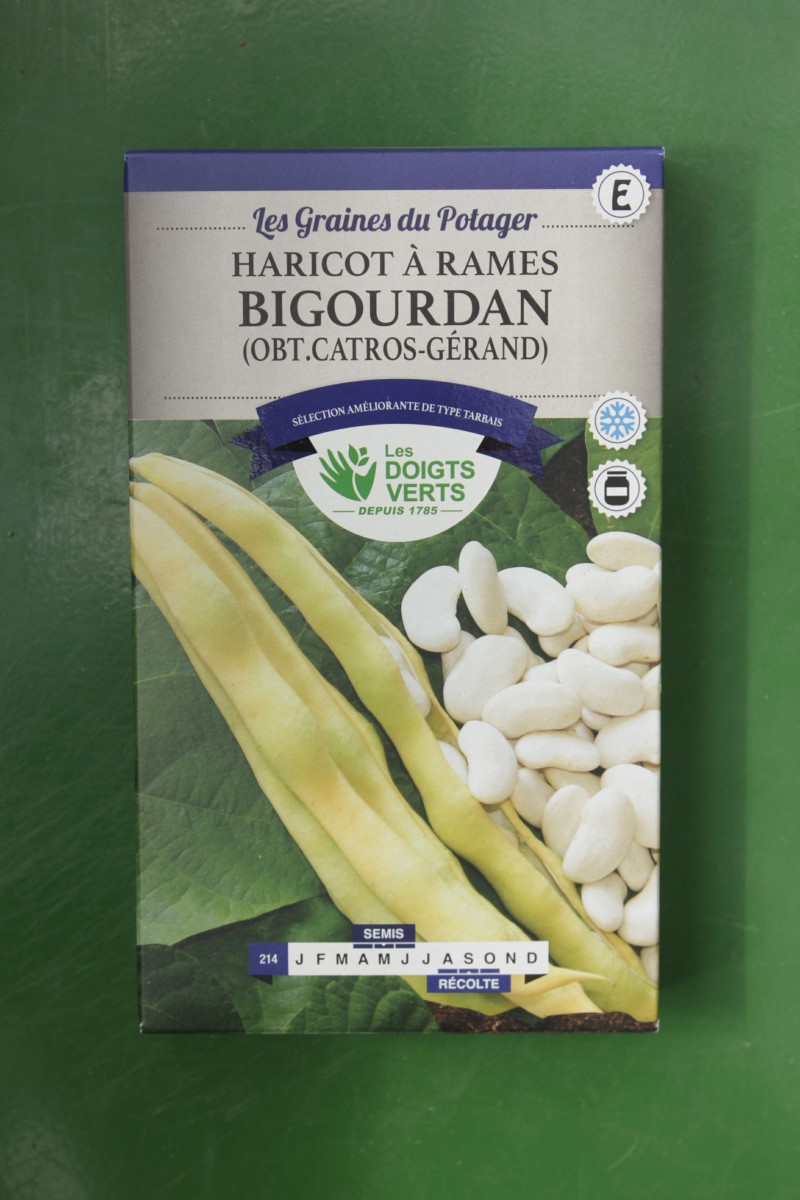 E
Les Graines du Potager
HARICOT À RAMES
BIGOURDAN
(OBT.CATROS-GÉRAND)
SÉLECTION AMÉLIORANTE DE TYPE TARBAIS
Les
DOIGTS
VERTS
DEPUIS 1785
SEMIS
214 J F M A M J J A S O N D
RÉCOLTE